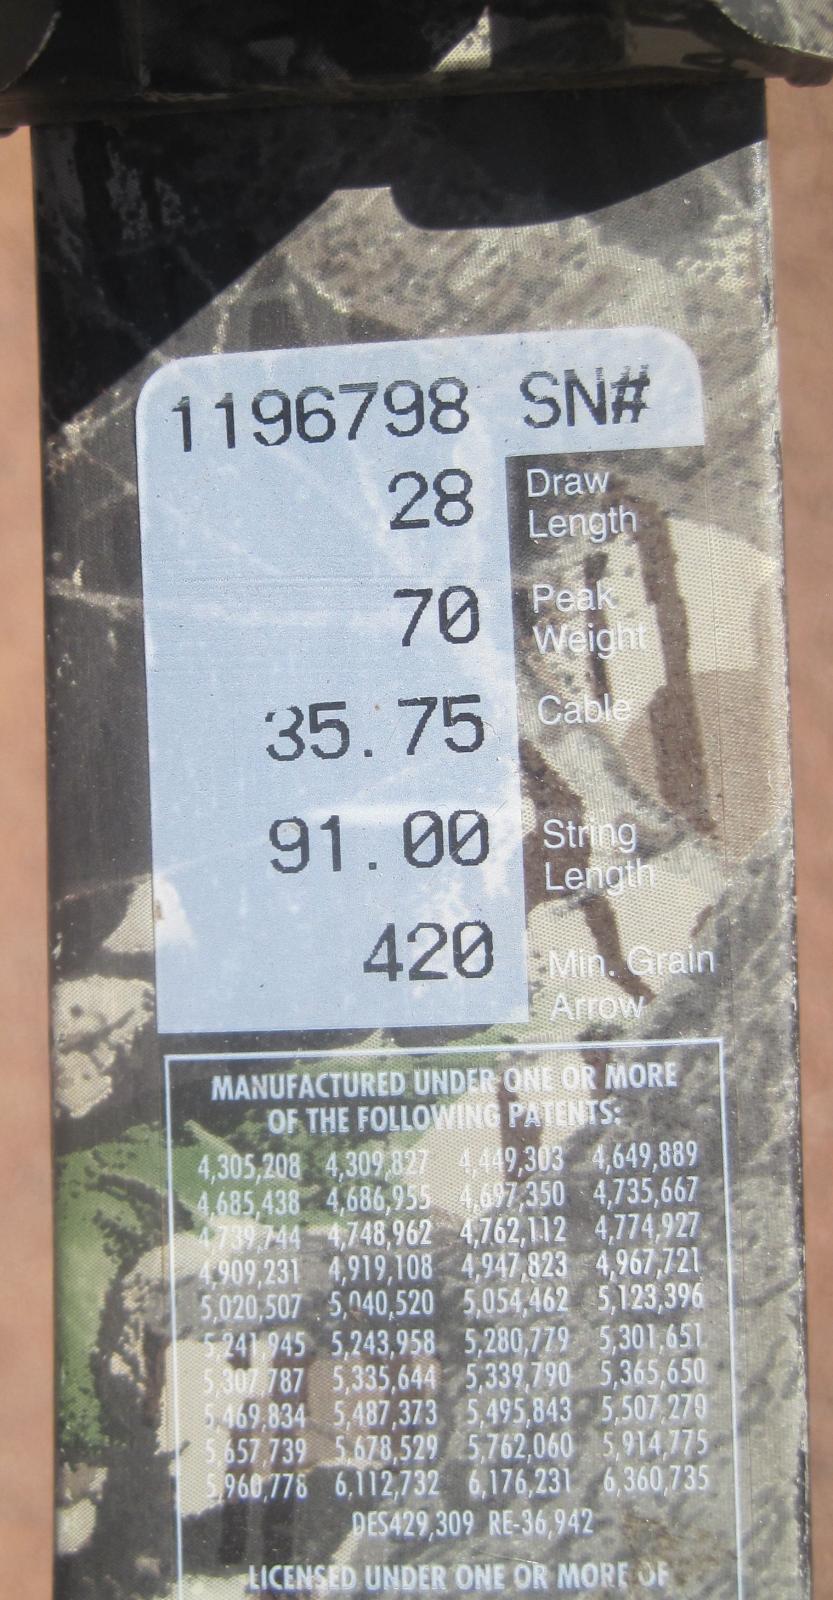 1196798 SN#
28 Draw Length
70 Peak Weight
35.75 Cable
91.00 String Length
420 Min. Grain Arrow
MANUFACTURED UNDER ONE OR MORE
OF THE FOLLOWING PATENTS:
4,305,208 4,309,827 4,449,303 4,649,889
4,685,438 4,686,955 4,697,350 4,735,667
4,739,744 4,748,962 4,762,112 4,774,927
4,909,231 4,919,108 4,947,823 4,967,721
5,020,507 5,040,520 5,054,462 5,123,396
5,241,945 5,243,958 5,280,779 5,301,651
5,307,787 5,335,644 5,339,790 5,365,650
5,469,834 5,487,373 5,495,843 5,507,270
5,657,739 5,678,529 5,762,060 5,914,775
5,960,778 6,112,732 6,176,231 6,360,735
DES429,309 RE-36,942
LICENSED UNDER ONE OR MORE OF